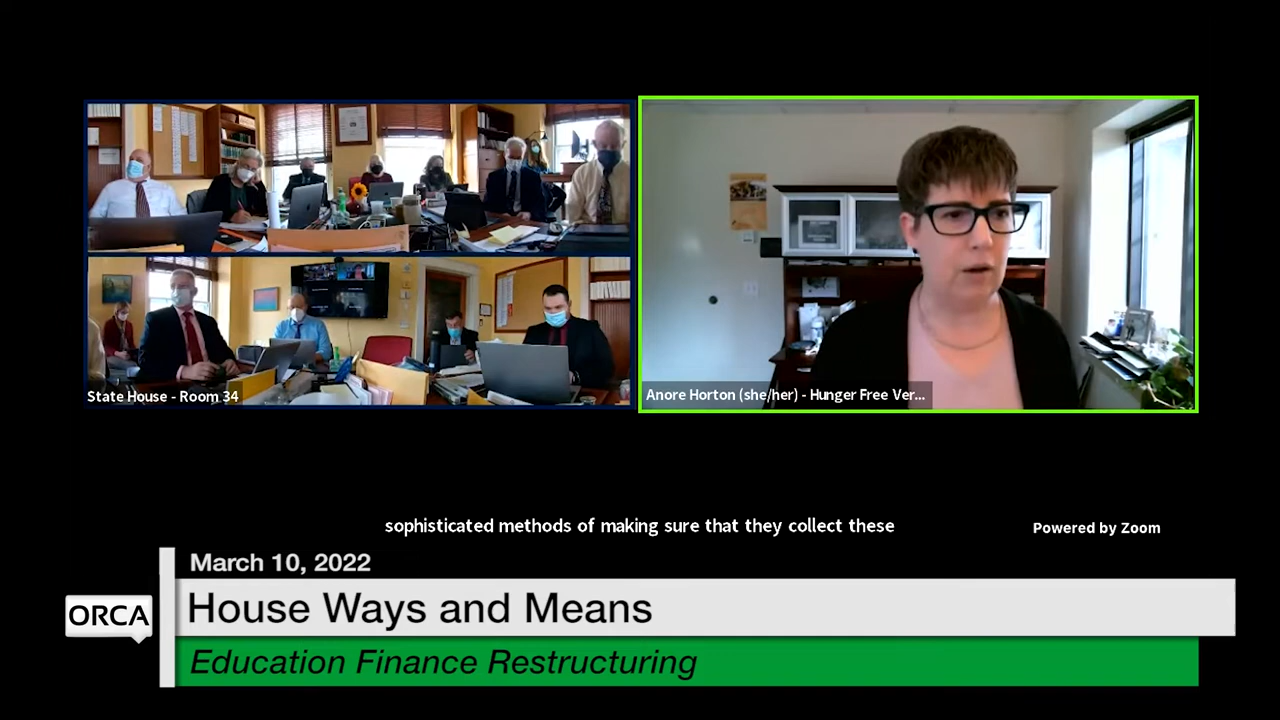 State House - Room 34
Anore Horton (she/her) - Hunger Free Ver...
sophisticated methods of making sure that they collect these
Powered by Zoom
March 10, 2022
ORCA
House Ways and Means
Education Finance Restructuring